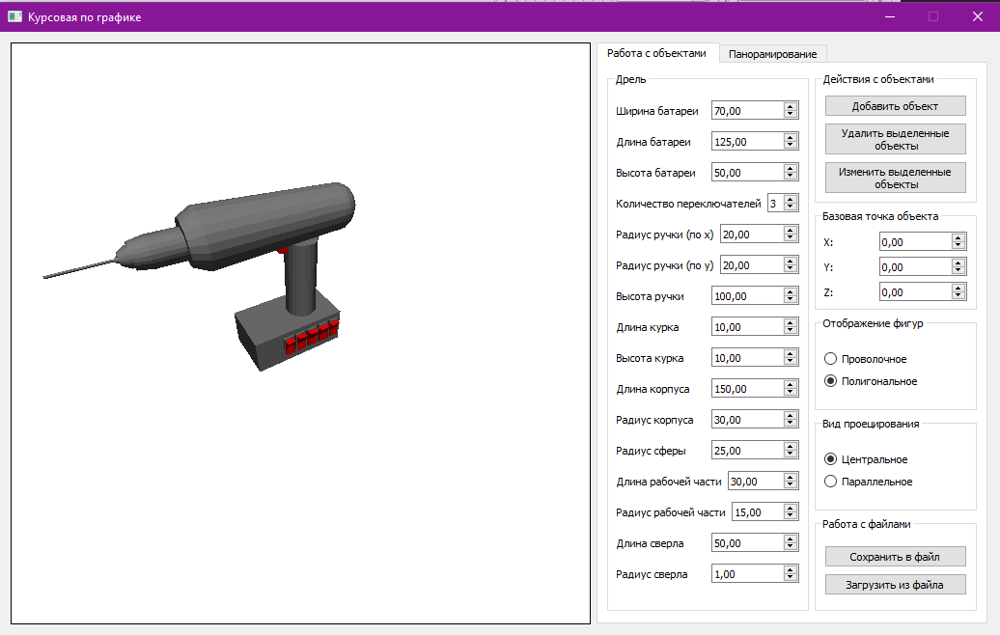 Курсовая по графике
Работа с объектами
Панорамирование
Дрель
Ширина батареи 70,00
Длина батареи 125,00
Высота батареи 50,00
Количество переключателей 3
Радиус ручки (по x) 20,00
Радиус ручки (по y) 20,00
Высота ручки 100,00
Длина курка 10,00
Высота курка 10,00
Длина корпуса 150,00
Радиус корпуса 30,00
Радиус сферы 25,00
Длина рабочей части 30,00
Радиус рабочей части 15,00
Длина сверла 50,00
Радиус сверла 1,00
Действия с объектами
Добавить объект
Удалить выделенные
объекты
Изменить выделенные
объекты
Базовая точка объекта
X: 0,00
Y: 0,00
Z: 0,00
Отображение фигур
Проволочное
Полигональное
Вид проецирования
Центральное
Параллельное
Работа с файлами
Сохранить в файл
Загрузить из файла